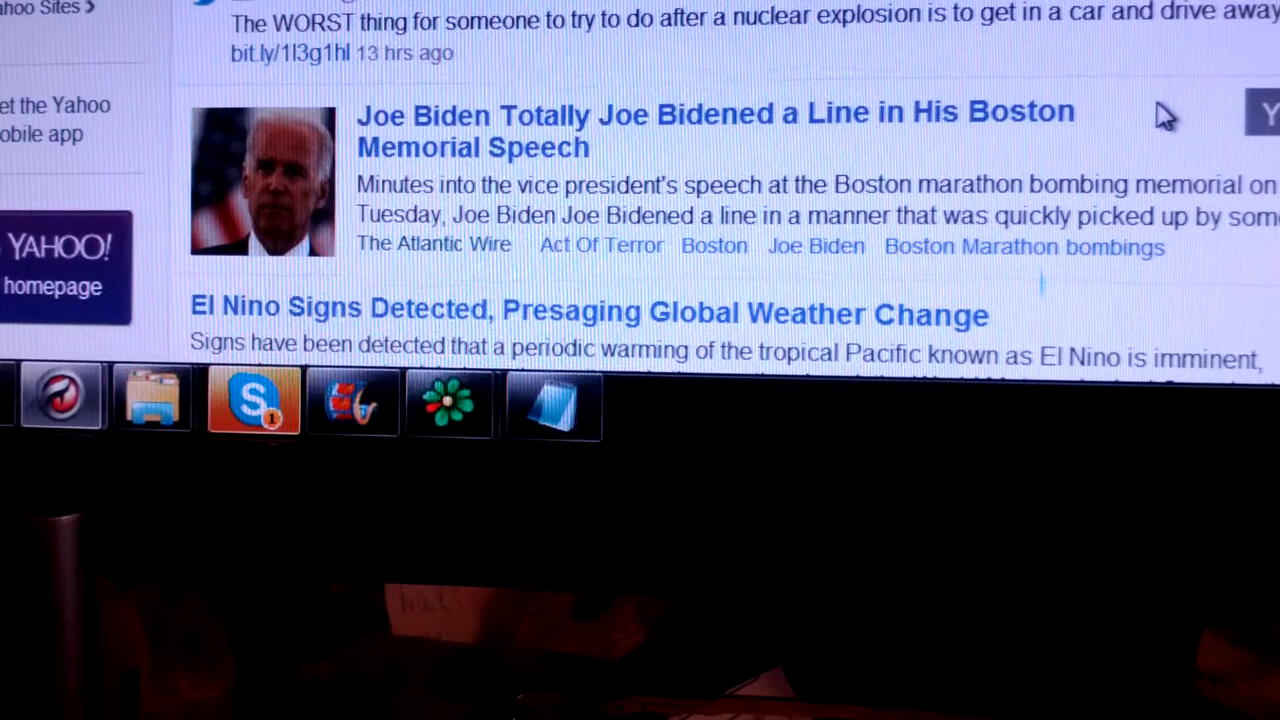 ahoo Sites >
The WORST thing for someone to try to do after a nuclear explosion is to get in a car and drive away
bit.ly/1l3g1hl 13 hrs ago
et the Yahoo
obile app
Joe Biden Totally Joe Bidened a Line in His Boston
Memorial Speech
Minutes into the vice president's speech at the Boston marathon bombing memorial on
Tuesday, Joe Biden Joe Bidened a line in a manner that was quickly picked up by som
The Atlantic Wire Act Of Terror Boston Joe Biden Boston Marathon bombings
Y
YAHOO!
homepage
El Nino Signs Detected, Presaging Global Weather Change
Signs have been detected that a periodic warming of the tropical Pacific known as El Nino is imminent,
S
1